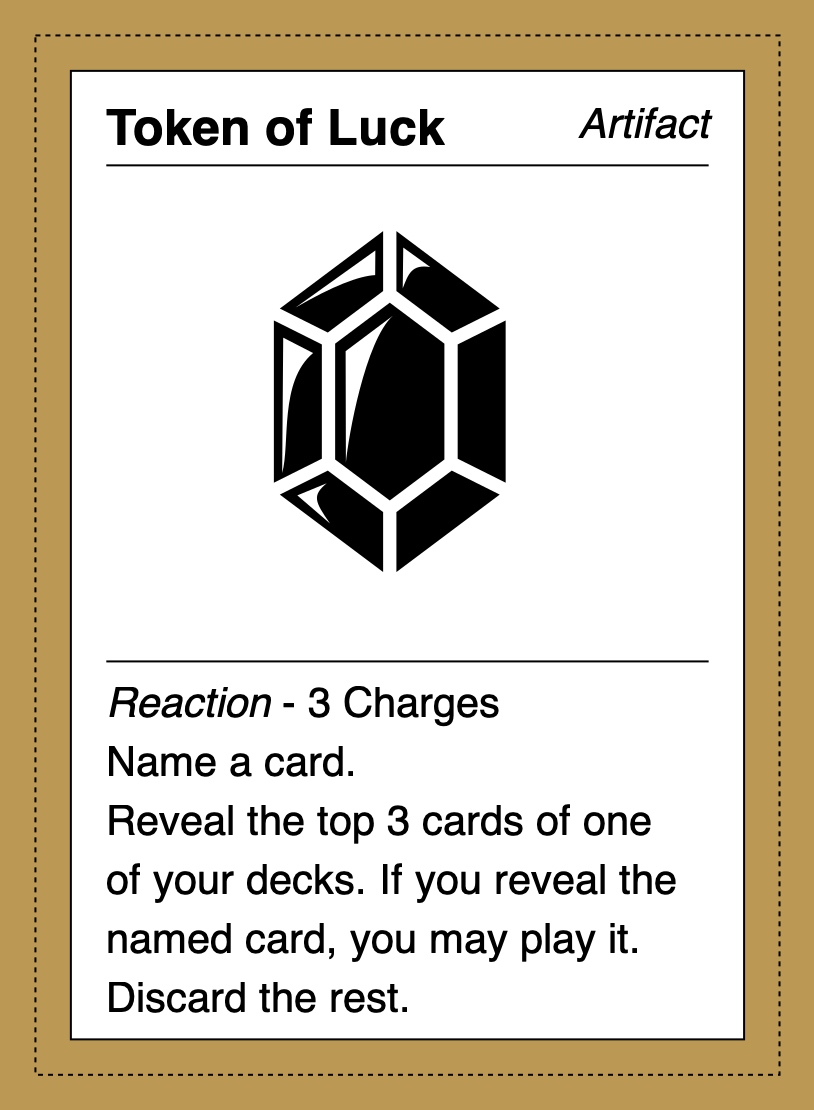 Token of Luck Artifact
Reaction - 3 Charges
Name a card.
Reveal the top 3 cards of one
of your decks. If you reveal the
named card, you may play it.
Discard the rest.